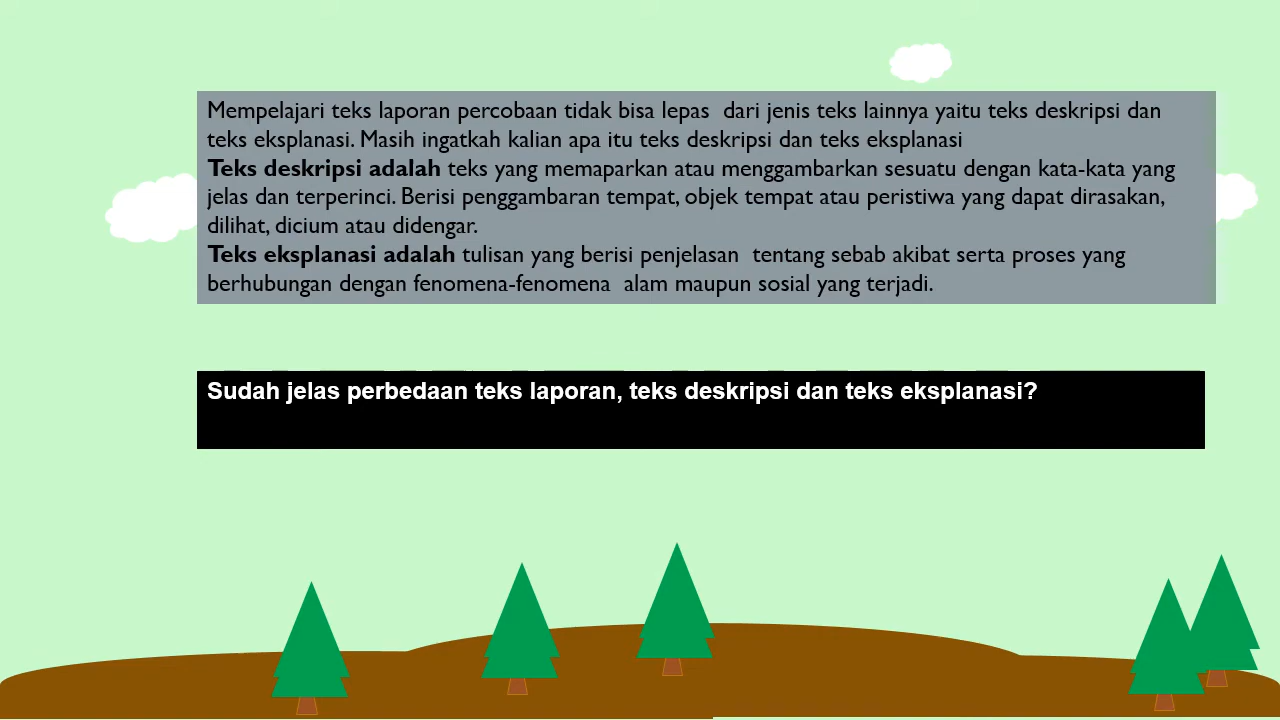 Mempelajari teks laporan percobaan tidak bisa lepas  dari jenis teks lainnya yaitu teks deskripsi dan
teks eksplanasi. Masih ingatkah kalian apa itu teks deskripsi dan teks eksplanasi
Teks deskripsi adalah teks yang memaparkan atau menggambarkan sesuatu dengan kata-kata yang
jelas dan terperinci. Berisi penggambaran tempat, objek tempat atau peristiwa yang dapat dirasakan,
dilihat, dicium atau didengar.
Teks eksplanasi adalah tulisan yang berisi penjelasan  tentang sebab akibat serta proses yang
berhubungan dengan fenomena-fenomena  alam maupun sosial yang terjadi.
Sudah jelas perbedaan teks laporan, teks deskripsi dan teks eksplanasi?